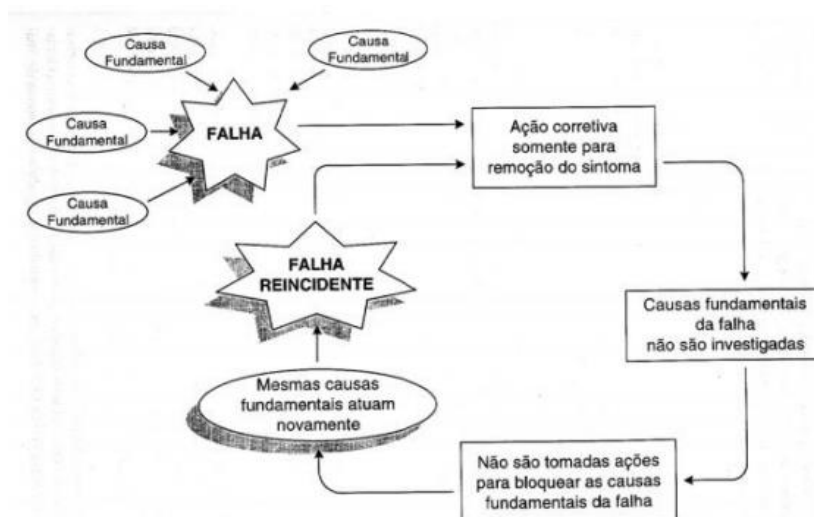 Causa
Fundamental
Causa
Fundamental
Causa
Fundamental
Causa
Fundamental
FALHA
Ação corretiva
somente para
remoção do sintoma
Causas fundamentais
da falha
não são investigadas
Não são tomadas ações
para bloquear as causas
fundamentais da falha
Mesmas causas
fundamentais atuam
novamente
FALHA
REINCIDENTE